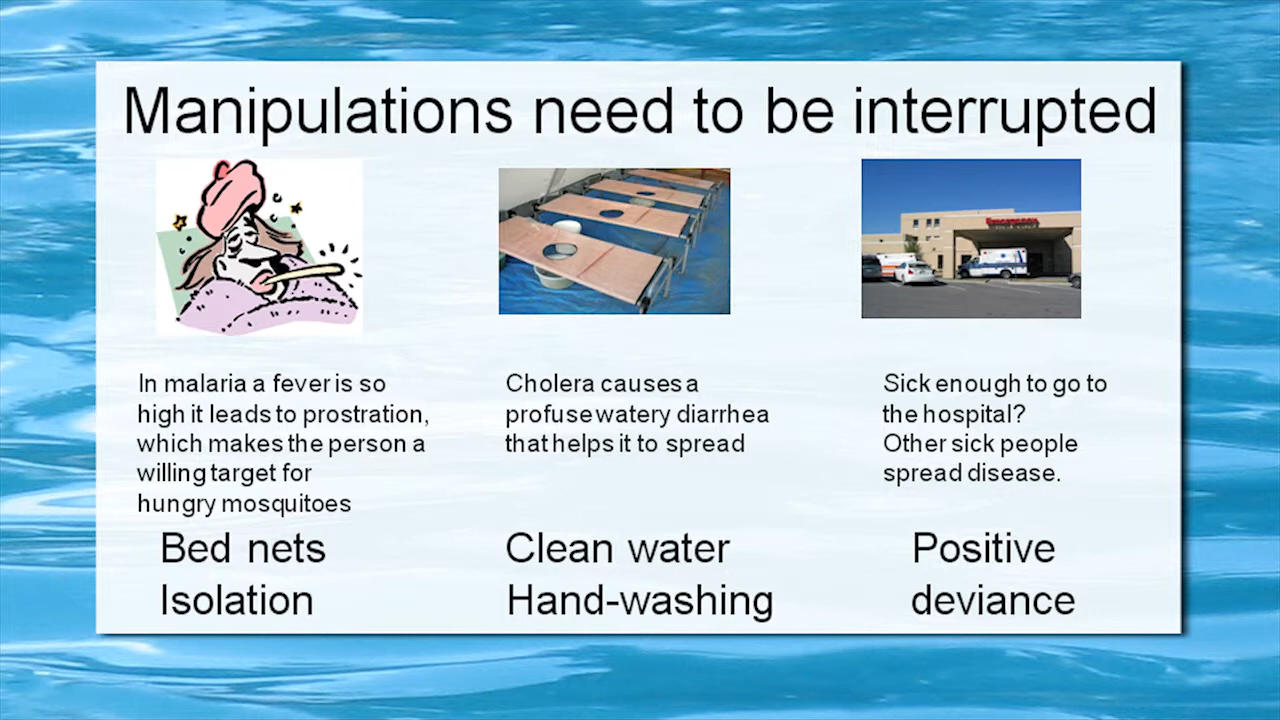 Manipulations need to be interrupted
In malaria a fever is so
high it leads to prostration,
which makes the person a
willing target for
hungry mosquitoes
Bed nets
Isolation
Cholera causes a
profuse watery diarrhea
that helps it to spread
Clean water
Hand-washing
Emergency
Sick enough to go to
the hospital?
Other sick people
spread disease.
Positive
deviance